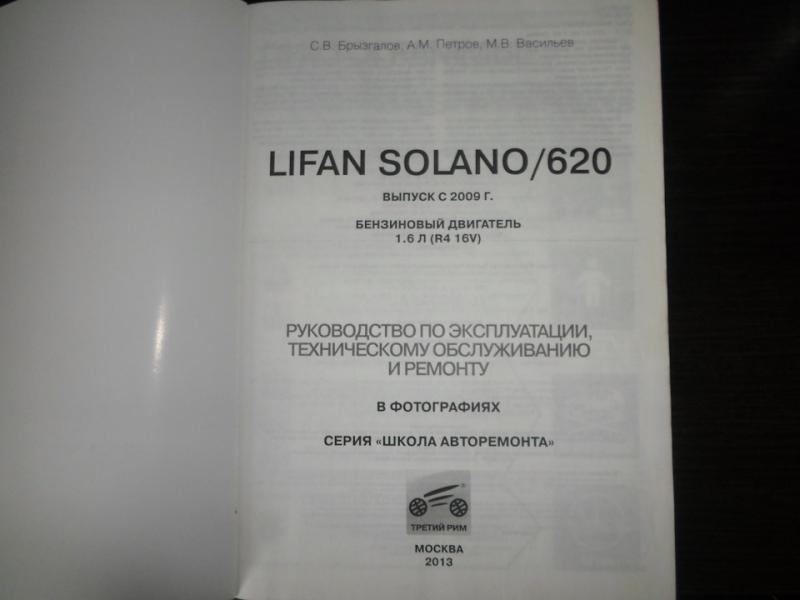 С.В. Брызгалов, А.М. Петров, М.В. Васильев
LIFAN SOLANO/620
ВЫПУСК С 2009 Г.
БЕНЗИНОВЫЙ ДВИГАТЕЛЬ
1.6 Л (R4 16V)
РУКОВОДСТВО ПО ЭКСПЛУАТАЦИИ,
ТЕХНИЧЕСКОМУ ОБСЛУЖИВАНИЮ
И РЕМОНТУ
В ФОТОГРАФИЯХ
СЕРИЯ «ШКОЛА АВТОРЕМОНТА»
®
ТРЕТИЙ РИМ
МОСКВА
2013